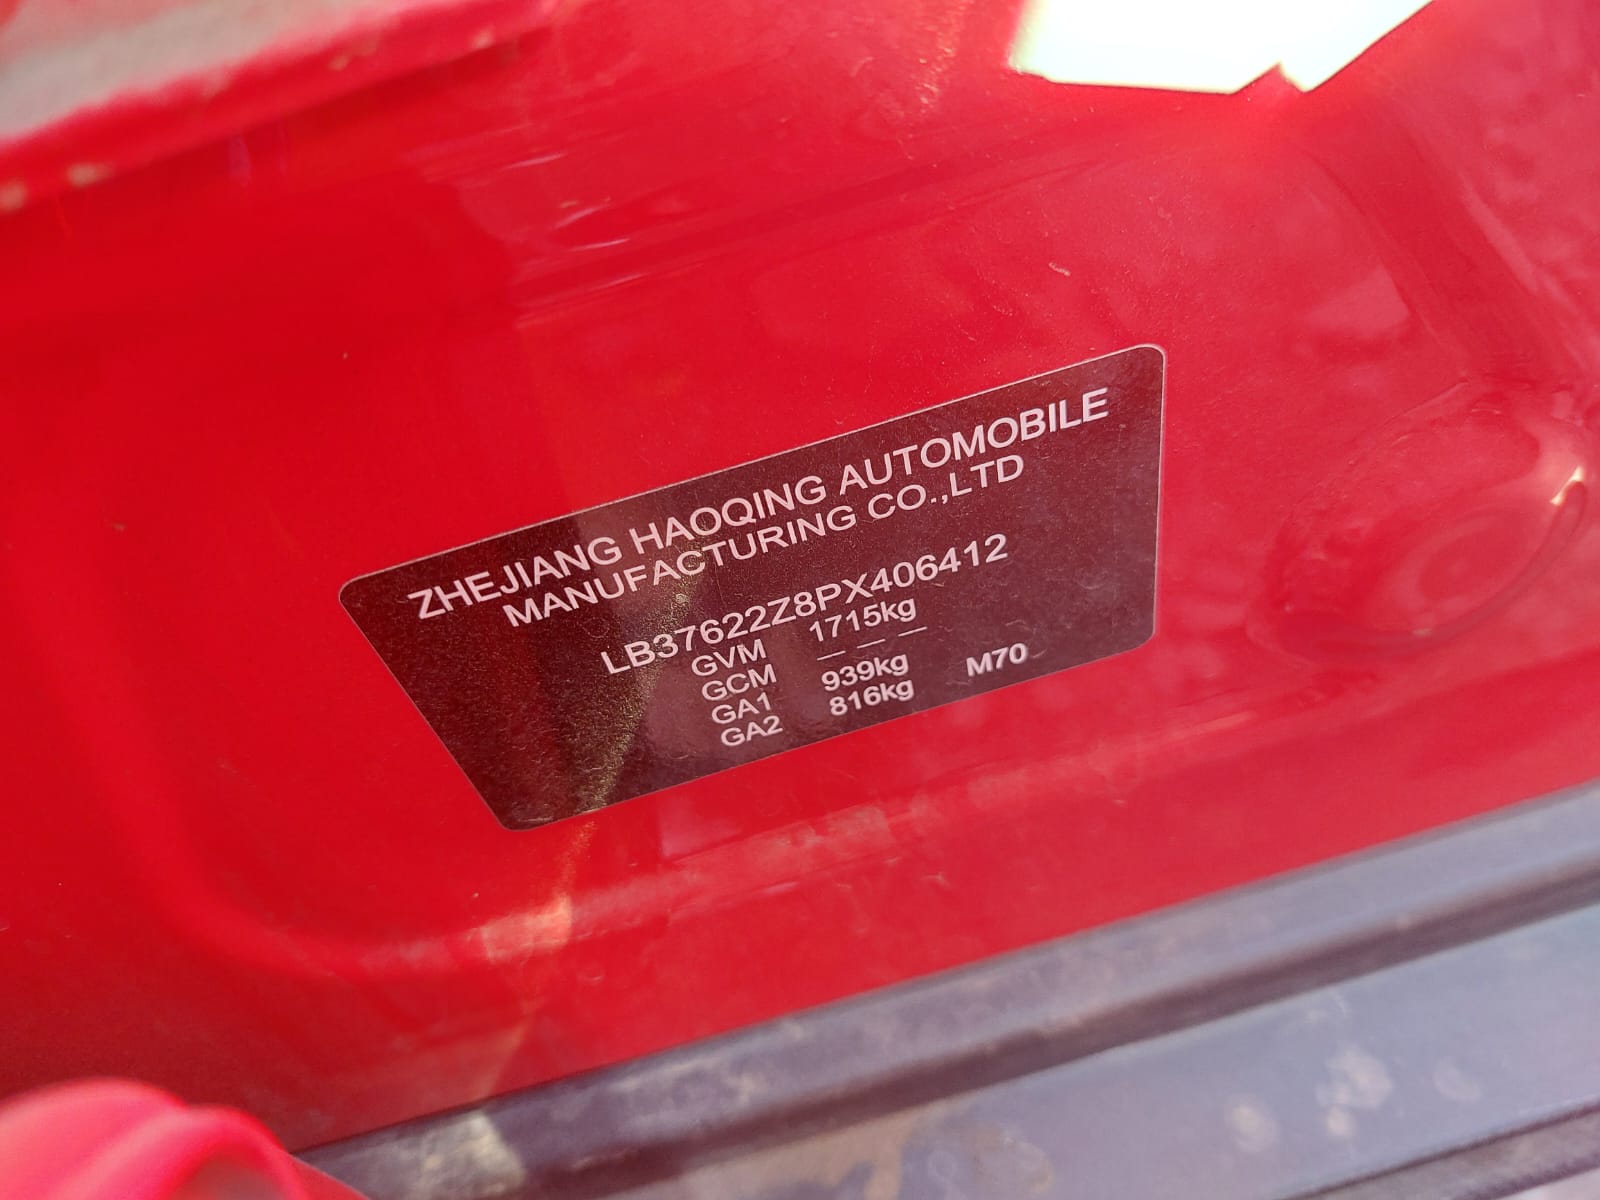 ZHEJIANG HAOQING AUTOMOBILE
MANUFACTURING CO.,LTD
LB37622Z8PX406412
GVM 1715kg
GCM — — —
GA1 939kg
GA2 816kg M70